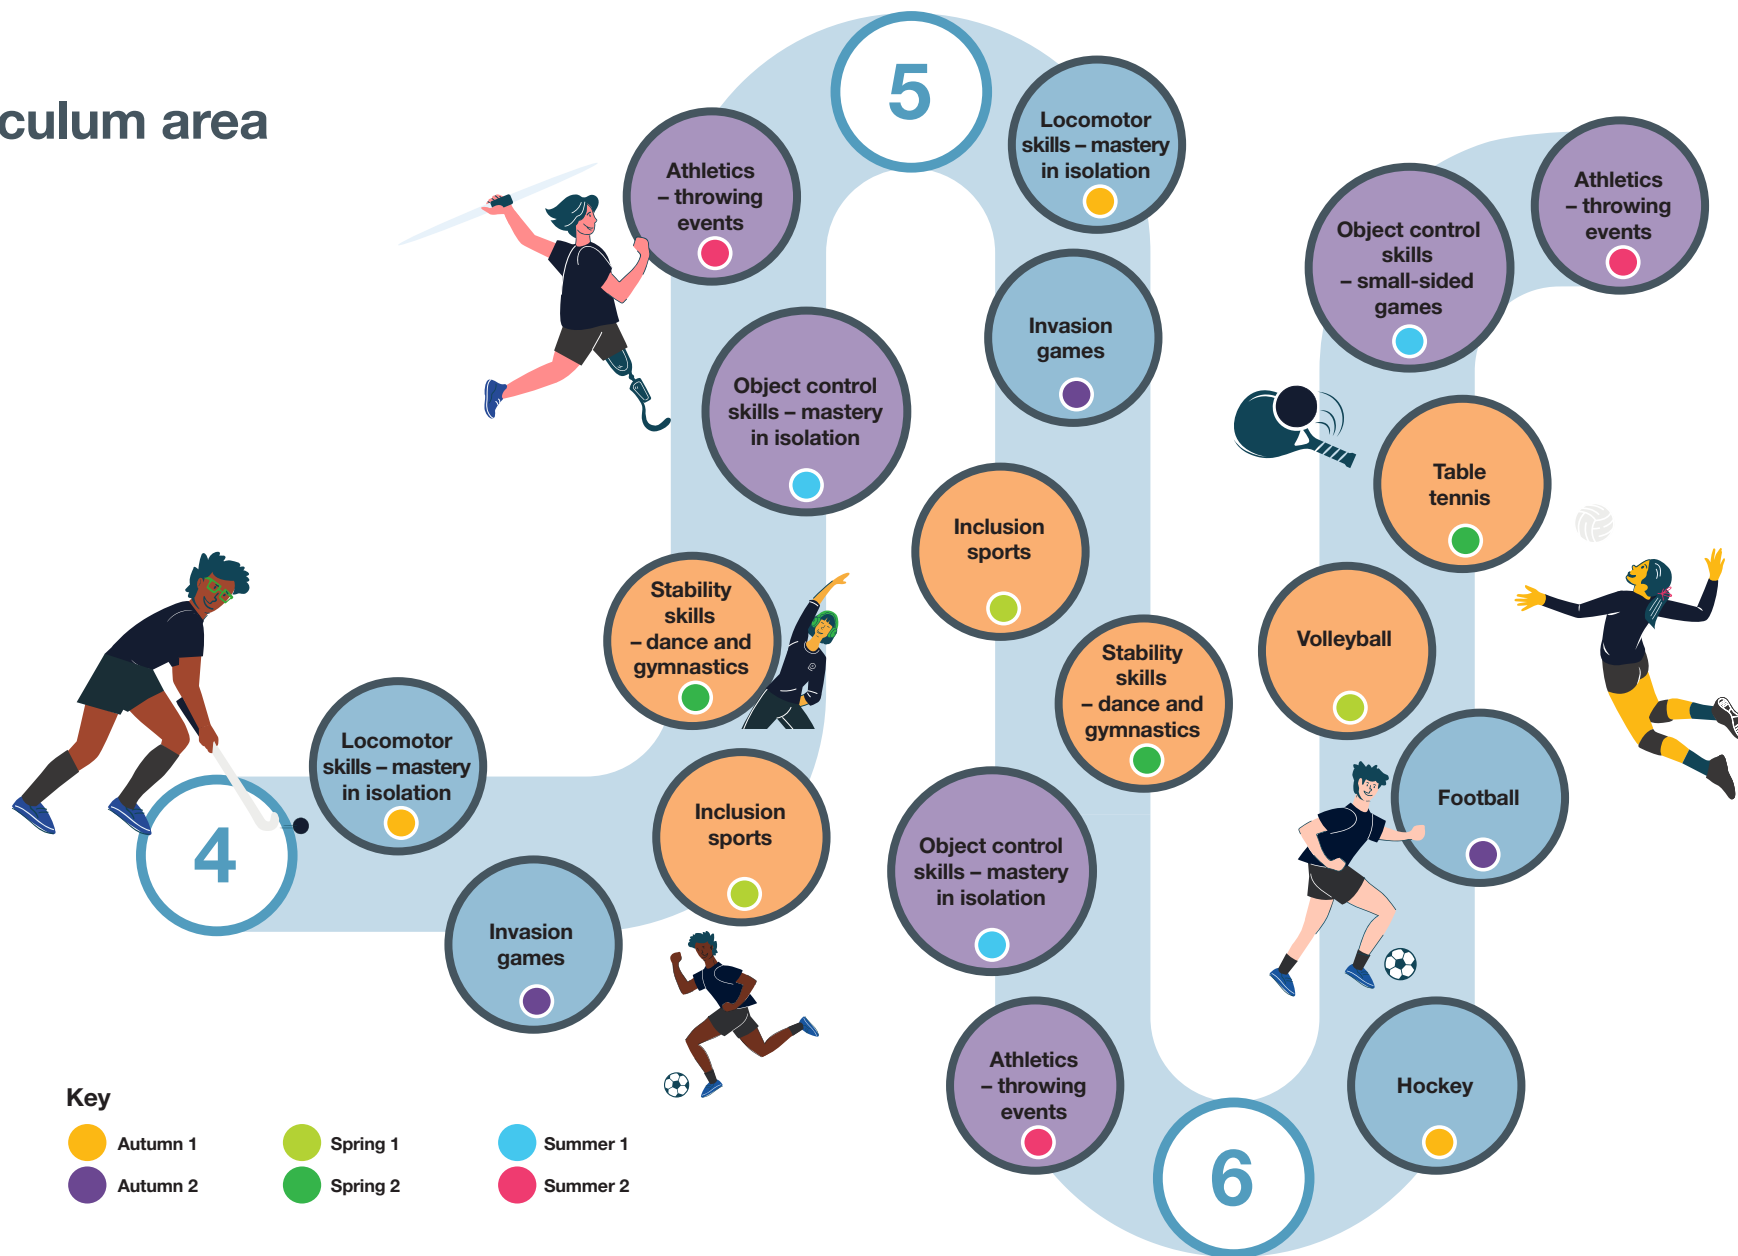 culum area
4
Locomotor
skills – mastery
in isolation
Invasion
games
Inclusion
sports
Stability
skills
– dance and
gymnastics
Object control
skills – mastery
in isolation
Athletics
– throwing
events
5
Locomotor
skills – mastery
in isolation
Invasion
games
Inclusion
sports
Stability
skills
– dance and
gymnastics
Object control
skills – mastery
in isolation
Athletics
– throwing
events
6
Hockey
Football
Volleyball
Table
tennis
Object control
skills
– small-sided
games
Athletics
– throwing
events
Key
Autumn 1
Autumn 2
Spring 1
Spring 2
Summer 1
Summer 2